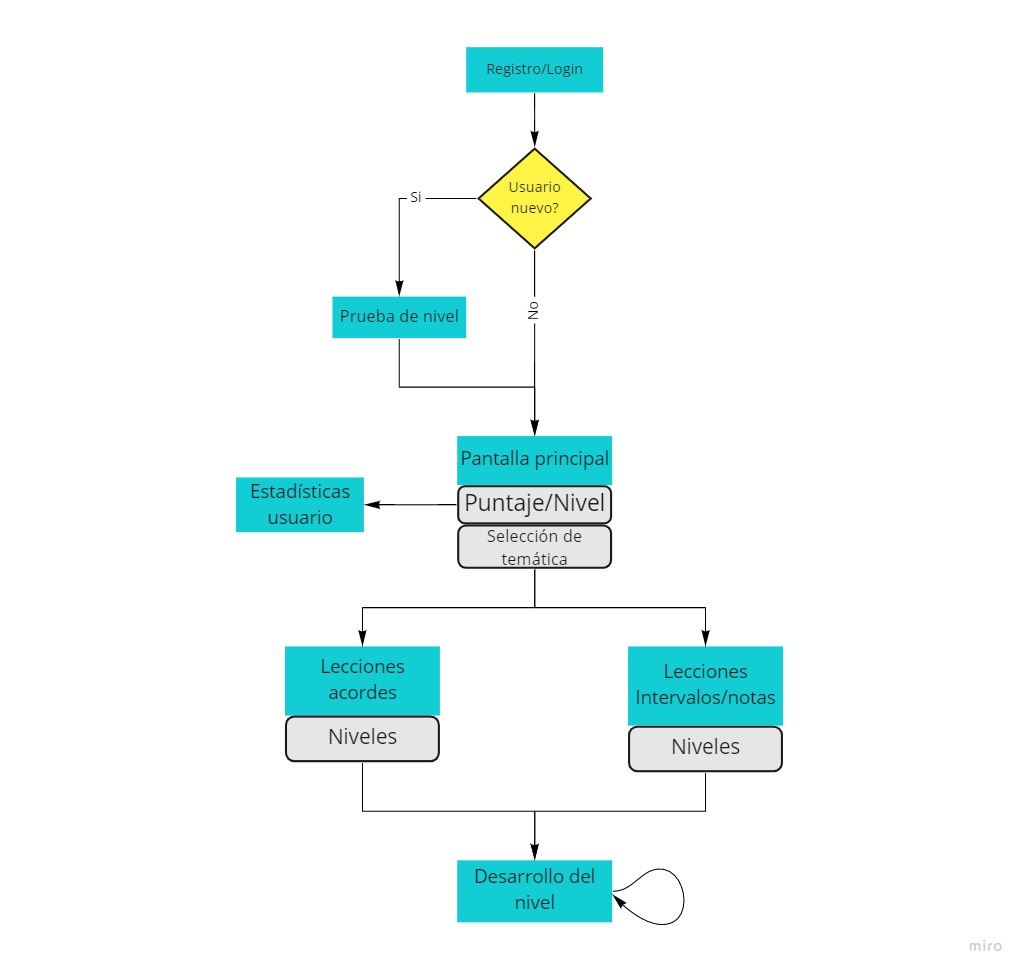 Registro/Login
Usuario
nuevo?
Si
No
Prueba de nivel
Pantalla principal
Puntaje/Nivel
Selección de
temática
Estadísticas
usuario
Lecciones
acordes
Niveles
Lecciones
Intervalos/notas
Niveles
Desarrollo del
nivel
miro